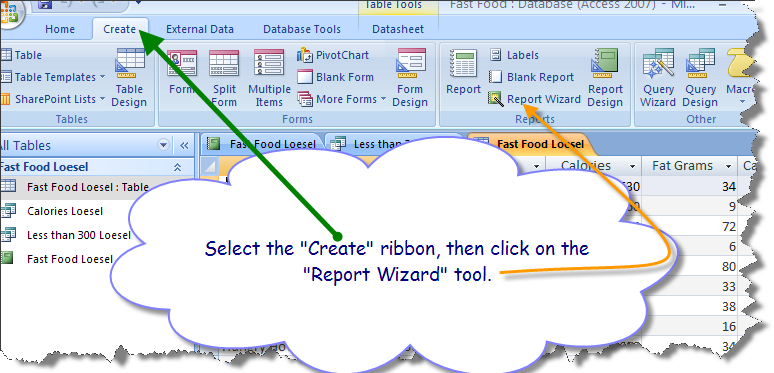 Table Tools
Fast Food : Database (Access 2007) - MI...
Home Create External Data Database Tools Datasheet
Table
Table Templates
SharePoint Lists
Table Design
Tables
Form
Split Form
Multiple Items
PivotChart
Blank Form
More Forms
Form Design
Forms
Report
Labels
Blank Report
Report Wizard
Report Design
Reports
Query Wizard
Query Design
Macro
Other
All Tables
Fast Food Loesel
Fast Food Loesel : Table
Calories Loesel
Less than 300 Loesel
Fast Food Loesel
Fast Food Loesel Less than Loesel Fast Food Loesel
Calories Fat Grams Ca
34
9
72
6
80
33
38
16
34
Select the "Create" ribbon, then click on the
"Report Wizard" tool.